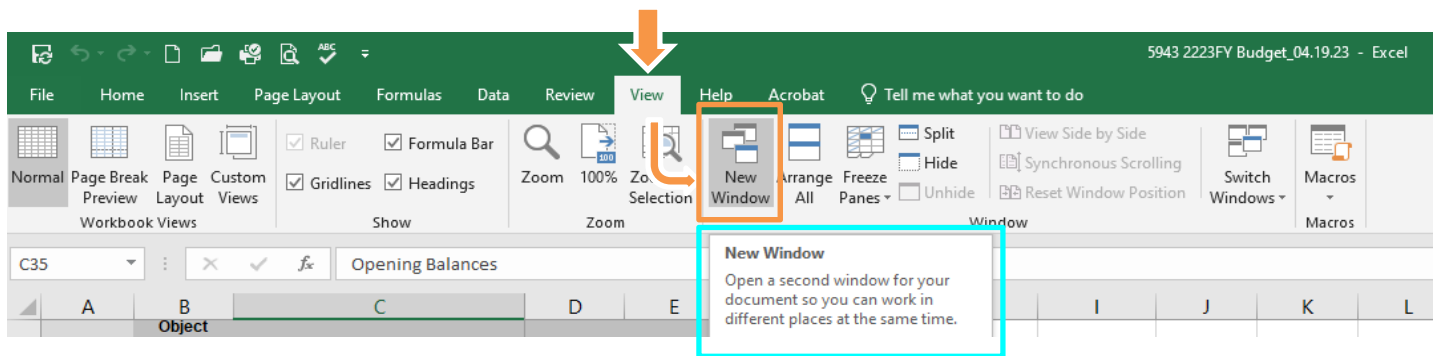 ABC
5943 2223FY Budget_04.19.23 - Excel
File Home Insert Page Layout Formulas Data Review View Help Acrobat Tell me what you want to do
Normal
Page Break
Preview
Page
Layout
Custom
Views
Workbook Views
Ruler
Formula Bar
Gridlines
Headings
Show
Zoom
100
100%
Selection
Zoom
New
Window
Arrange
All
Freeze
Panes
Split
Hide
Unhide
View Side by Side
Synchronous Scrolling
Reset Window Position
Switch
Windows
Window
Macros
Macros
C35
fx
Opening Balances
New Window
Open a second window for your
document so you can work in
different places at the same time.
A B C D E I J K L
Object